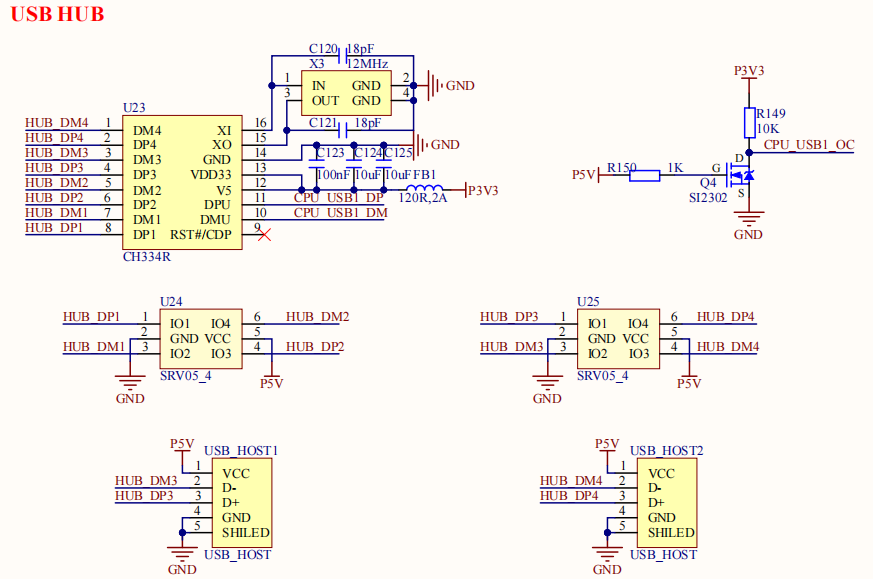 USB HUB
C120 18pF
X3 12MHz
1 IN GND 2
3 OUT GND 4
GND
C121 18pF
U23
HUB_DM4 1 DM4 XI 16
HUB_DP4 2 DP4 XO 15
HUB_DM3 3 DM3 GND 14
HUB_DP3 4 DP3 VDD33 13
HUB_DM2 5 DM2 V5 12
HUB_DP2 6 DP2 DPU 11 CPU_USB1_DP
HUB_DM1 7 DM1 DMU 10 CPU_USB1_DM
HUB_DP1 8 DP1 RST#/CDP 9
CH334R
GND
C123 C124 C125
100nF 10uF 10uF FB1
120R,2A
P3V3
P3V3
R149
10K
CPU_USB1_OC
P5V R150 1K
G D S
Q4
SI2302
GND
U24
HUB_DP1 1 IO1 IO4 6 HUB_DM2
2 GND VCC 5
HUB_DM1 3 IO2 IO3 4 HUB_DP2
SRV05_4
GND
P5V
U25
HUB_DP3 1 IO1 IO4 6 HUB_DP4
2 GND VCC 5
HUB_DM3 3 IO2 IO3 4 HUB_DM4
SRV05_4
GND
P5V
P5V
USB_HOST1
1 VCC
HUB_DM3 2 D-
HUB_DP3 3 D+
4 GND
5 SHILED
USB_HOST
GND
P5V
USB_HOST2
1 VCC
HUB_DM4 2 D-
HUB_DP4 3 D+
4 GND
5 SHILED
USB_HOST
GND